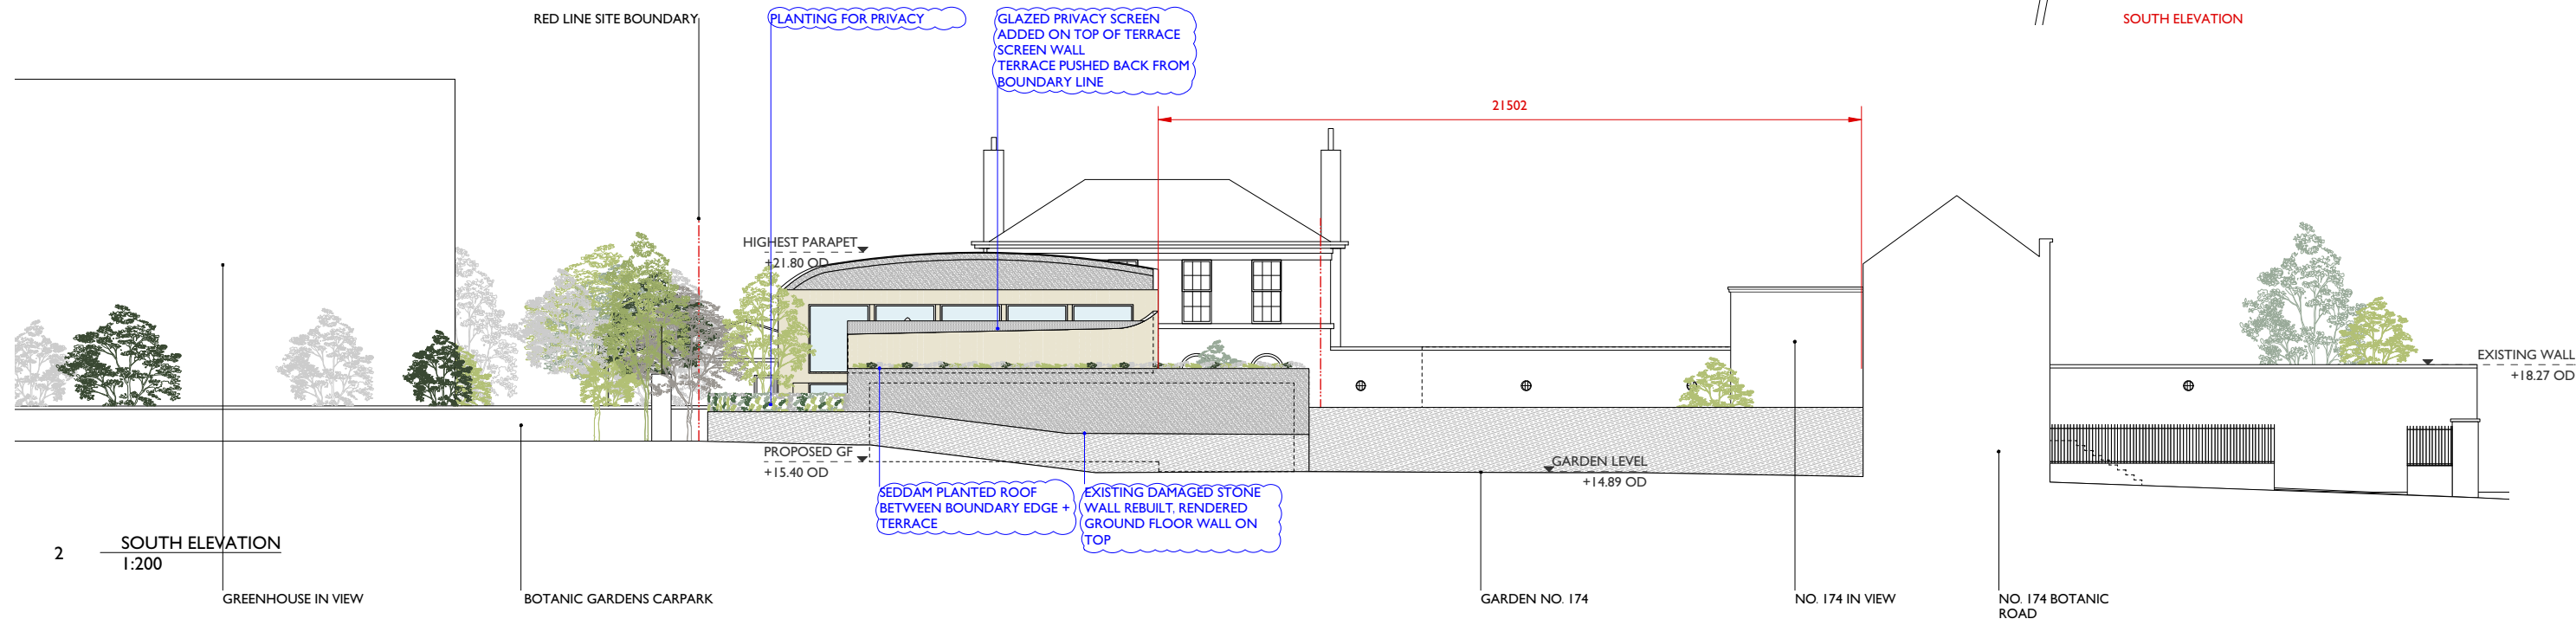 RED LINE SITE BOUNDARY
PLANTING FOR PRIVACY
GLAZED PRIVACY SCREEN
ADDED ON TOP OF TERRACE
SCREEN WALL
TERRACE PUSHED BACK FROM
BOUNDARY LINE
SOUTH ELEVATION
21502
HIGHEST PARAPET
+21.80 OD
EXISTING WALL
+18.27 OD
PROPOSED GF
+15.40 OD
GARDEN LEVEL
+14.89 OD
SEDDAM PLANTED ROOF
BETWEEN BOUNDARY EDGE +
TERRACE
EXISTING DAMAGED STONE
WALL REBUILT, RENDERED
GROUND FLOOR WALL ON
TOP
2
SOUTH ELEVATION
1:200
GREENHOUSE IN VIEW
BOTANIC GARDENS CARPARK
GARDEN NO. 174
NO. 174 IN VIEW
NO. 174 BOTANIC
ROAD